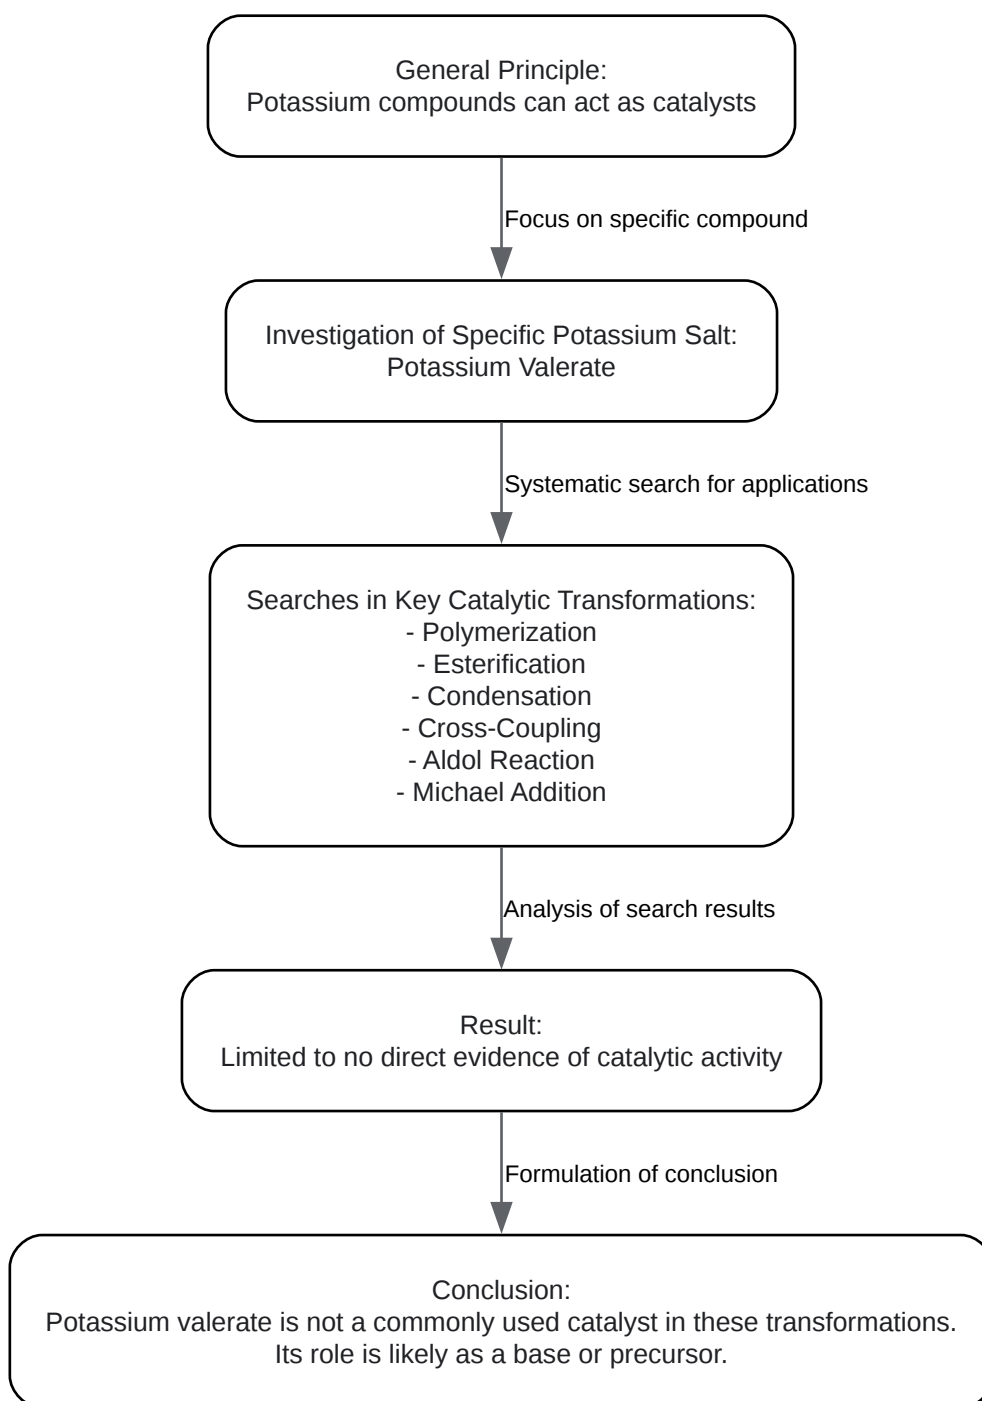 General Principle:
Potassium compounds can act as catalysts
Focus on specific compound
Investigation of Specific Potassium Salt:
Potassium Valerate
Systematic search for applications
Searches in Key Catalytic Transformations:
- Polymerization
- Esterification
- Condensation
- Cross-Coupling
- Aldol Reaction
- Michael Addition
Analysis of search results
Result:
Limited to no direct evidence of catalytic activity
Formulation of conclusion
Conclusion:
Potassium valerate is not a commonly used catalyst in these transformations.
Its role is likely as a base or precursor.